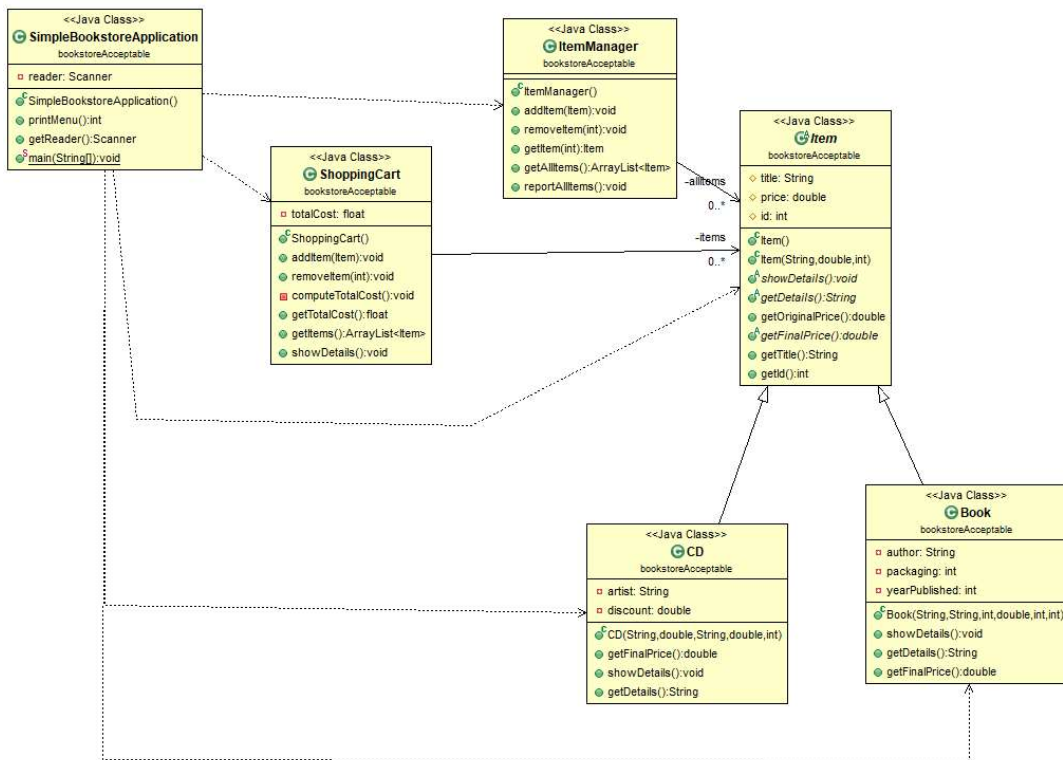 <<Java Class>>
SimpleBookstoreApplication
bookstoreAcceptable
reader: Scanner
SimpleBookstoreApplication()
printMenu():int
getReader():Scanner
main(String[]):void
<<Java Class>>
ItemManager
bookstoreAcceptable
ItemManager()
addItem(Item):void
removeItem(int):void
getItem(int):Item
getAllItems():ArrayList<Item>
reportAllItems():void
<<Java Class>>
ShoppingCart
bookstoreAcceptable
totalCost: float
ShoppingCart()
addItem(Item):void
removeItem(int):void
computeTotalCost():void
getTotalCost():float
getItems():ArrayList<Item>
showDetails():void
-allItems
0..*
-items
0..*
<<Java Class>>
Item
bookstoreAcceptable
title: String
price: double
id: int
Item()
Item(String,double,int)
showDetails():void
getDetails():String
getOriginalPrice():double
getFinalPrice():double
getTitle():String
getId():int
<<Java Class>>
CD
bookstoreAcceptable
artist: String
discount: double
CD(String,double,String,double,int)
getFinalPrice():double
showDetails():void
getDetails():String
<<Java Class>>
Book
bookstoreAcceptable
author: String
packaging: int
yearPublished: int
Book(String,String,int,double,int,int)
showDetails():void
getDetails():String
getFinalPrice():double